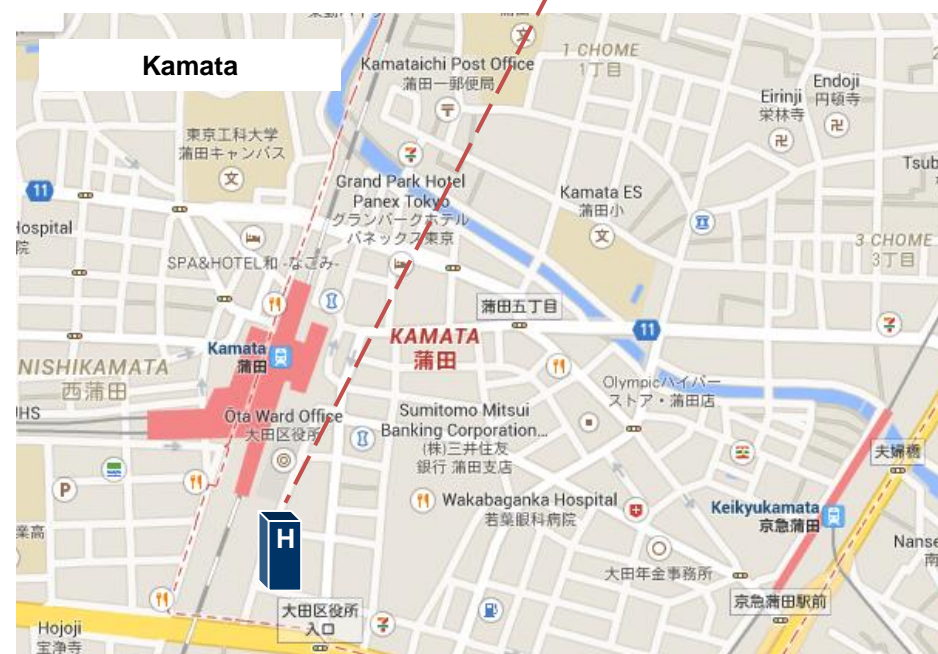 Kamata
1 CHOME
1丁目
Kamataichi Post Office
蒲田一郵便局
Endoji
円頓寺
Eirinji
栄林寺
東京工科大学
蒲田キャンパス
Tsub
11
Grand Park Hotel
Panex Tokyo
グランパークホテル
パネックス東京
Kamata ES
蒲田小
Hospital
院
3 CHOME
3丁目
SPA&HOTEL和 -なごみ-
蒲田五丁目
11
KAMATA
蒲田
Kamata
蒲田
NISHIKAMATA
西蒲田
Olympicハイパー
ストア・蒲田店
JHS
Ōta Ward Office
大田区役所
Sumitomo Mitsui
Banking Corporation...
(株)三井住友
銀行 蒲田支店
夫婦橋
P
Wakabaganka Hospital
若葉眼科病院
Keikyukamata
京急蒲田
業高
H
Nanse
南
大田年金事務所
京急蒲田駅前
大田区役所
入口
Hojoji
宝浄寺